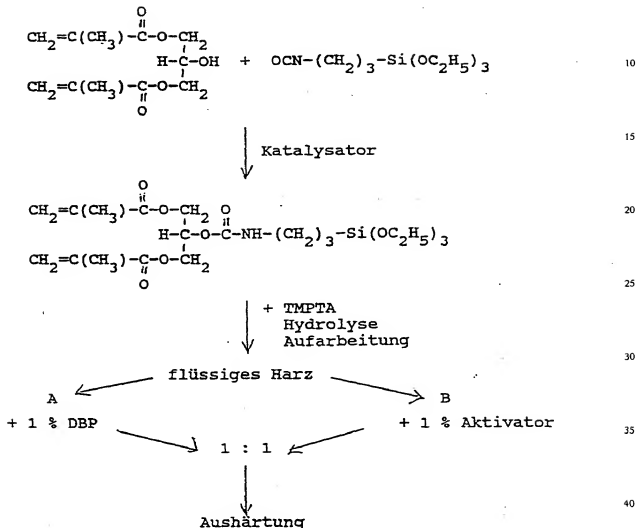 O
CH2=C(CH3)-C-O-CH2
H-C-OH + OCN-(CH2)3-Si(OC2H5)3
10
CH2=C(CH3)-C-O-CH2
O
15
Katalysator
O
20
CH2=C(CH3)-C-O-CH2 O
H-C-O-C-NH-(CH2)3-Si(OC2H5)3
CH2=C(CH3)-C-O-CH2
O
25
+ TMPTA
Hydrolyse
Aufarbeitung
30
flüssiges Harz
A B
+ 1 % DBP + 1 % Aktivator
35
1 : 1
40
Aushärtung